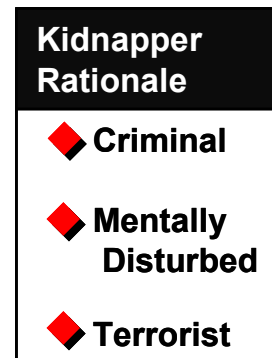 Kidnapper
Rationale
Criminal
Mentally
Disturbed
Terrorist